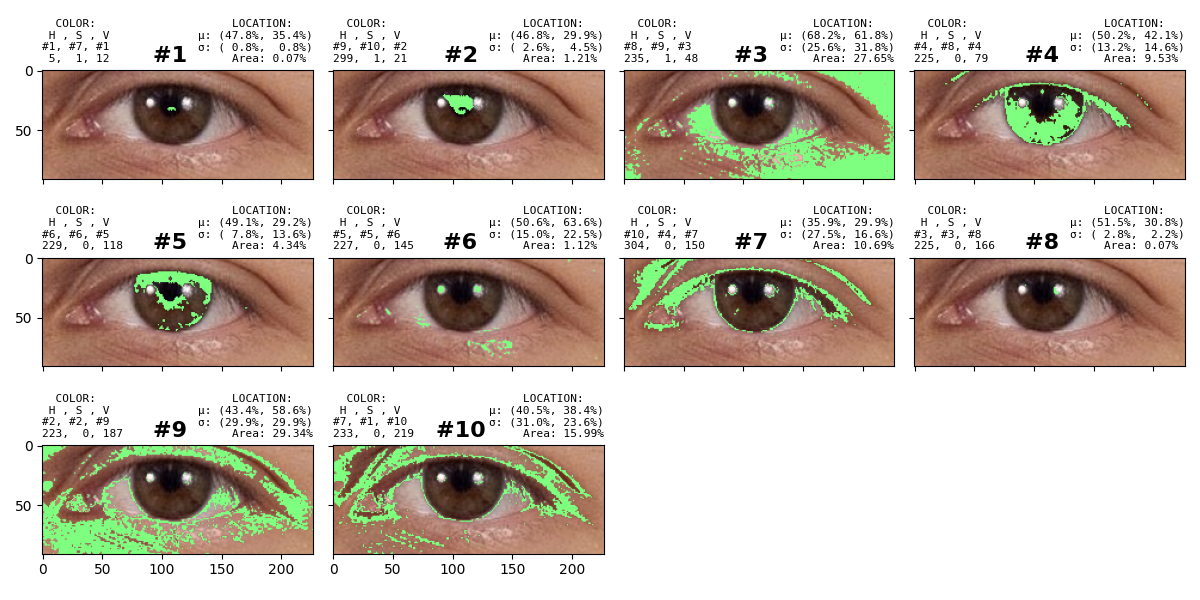 COLOR: LOCATION:
H , S , V μ: (47.8%, 35.4%)
#1, #7, #1 #1 σ: ( 0.8%,  0.8%)
5,  1, 12 Area: 0.07%
COLOR: LOCATION:
H , S , V μ: (46.8%, 29.9%)
#9, #10, #2 #2 σ: ( 2.6%,  4.5%)
299,  1, 21 Area: 1.21%
COLOR: LOCATION:
H , S , V μ: (68.2%, 61.8%)
#8, #9, #3 #3 σ: (25.6%, 31.8%)
235,  1, 48 Area: 27.65%
COLOR: LOCATION:
H , S , V μ: (50.2%, 42.1%)
#4, #8, #4 #4 σ: (13.2%, 14.6%)
225,  0, 79 Area: 9.53%
0
50
COLOR: LOCATION:
H , S , V μ: (49.1%, 29.2%)
#6, #6, #5 #5 σ: ( 7.8%, 13.6%)
229,  0, 118 Area: 4.34%
COLOR: LOCATION:
H , S , V μ: (50.6%, 63.6%)
#5, #5, #6 #6 σ: (15.0%, 22.5%)
227,  0, 145 Area: 1.12%
COLOR: LOCATION:
H , S , V μ: (35.9%, 29.9%)
#10, #4, #7 #7 σ: (27.5%, 16.6%)
304,  0, 150 Area: 10.69%
COLOR: LOCATION:
H , S , V μ: (51.5%, 30.8%)
#3, #3, #8 #8 σ: ( 2.8%,  2.2%)
225,  0, 166 Area: 0.07%
0
50
COLOR: LOCATION:
H , S , V μ: (43.4%, 58.6%)
#2, #2, #9 #9 σ: (29.9%, 29.9%)
223,  0, 187 Area: 29.34%
COLOR: LOCATION:
H , S , V μ: (40.5%, 38.4%)
#7, #1, #10 #10 σ: (31.0%, 23.6%)
233,  0, 219 Area: 15.99%
0
50
0 50 100 150 200
0 50 100 150 200